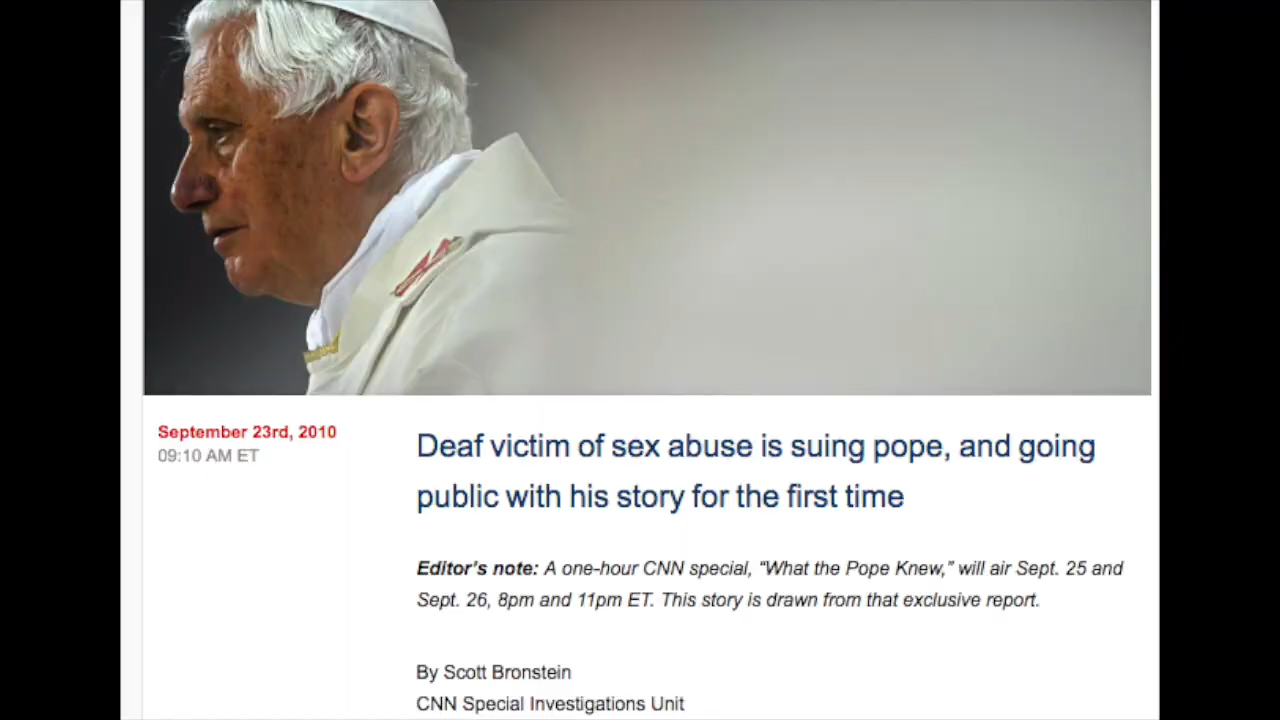 September 23rd, 2010
09:10 AM ET
Deaf victim of sex abuse is suing pope, and going
public with his story for the first time
Editor's note: A one-hour CNN special, “What the Pope Knew,” will air Sept. 25 and
Sept. 26, 8pm and 11pm ET. This story is drawn from that exclusive report.
By Scott Bronstein
CNN Special Investigations Unit